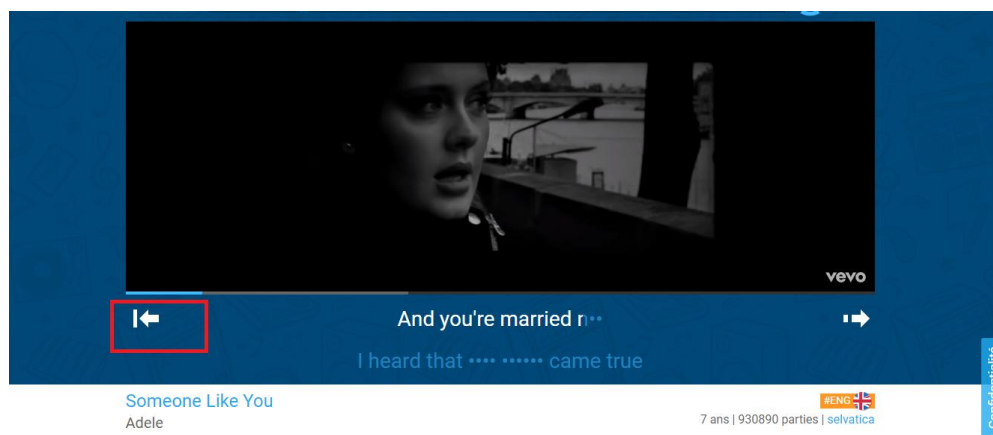 vevo
And you're married n••
I heard that •••• •••••• came true
Someone Like You
Adele
#ENG
7 ans | 930890 parties | selvatica
Confidentialité